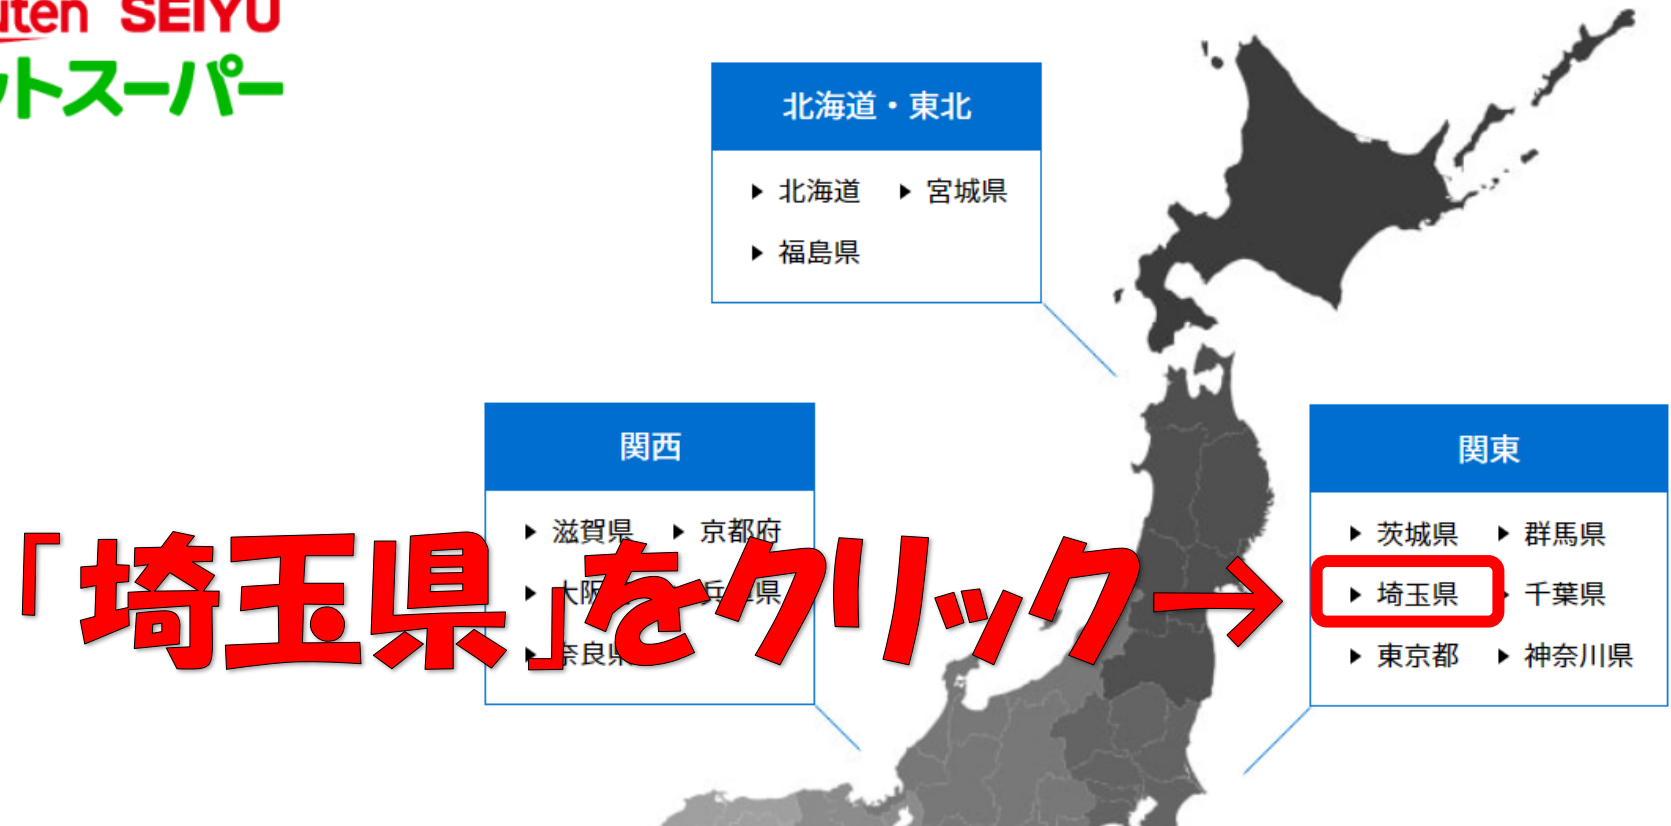 SEIYU
ットスーパー
北海道・東北
北海道 宮城県
福島県
関西
滋賀県 京都府
関東
茨城県 群馬県
埼玉県 千葉県
東京都 神奈川県
「埼玉県」をクリック→